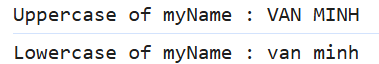 Uppercase of myName : VAN MINH
Lowercase of myName : van minh